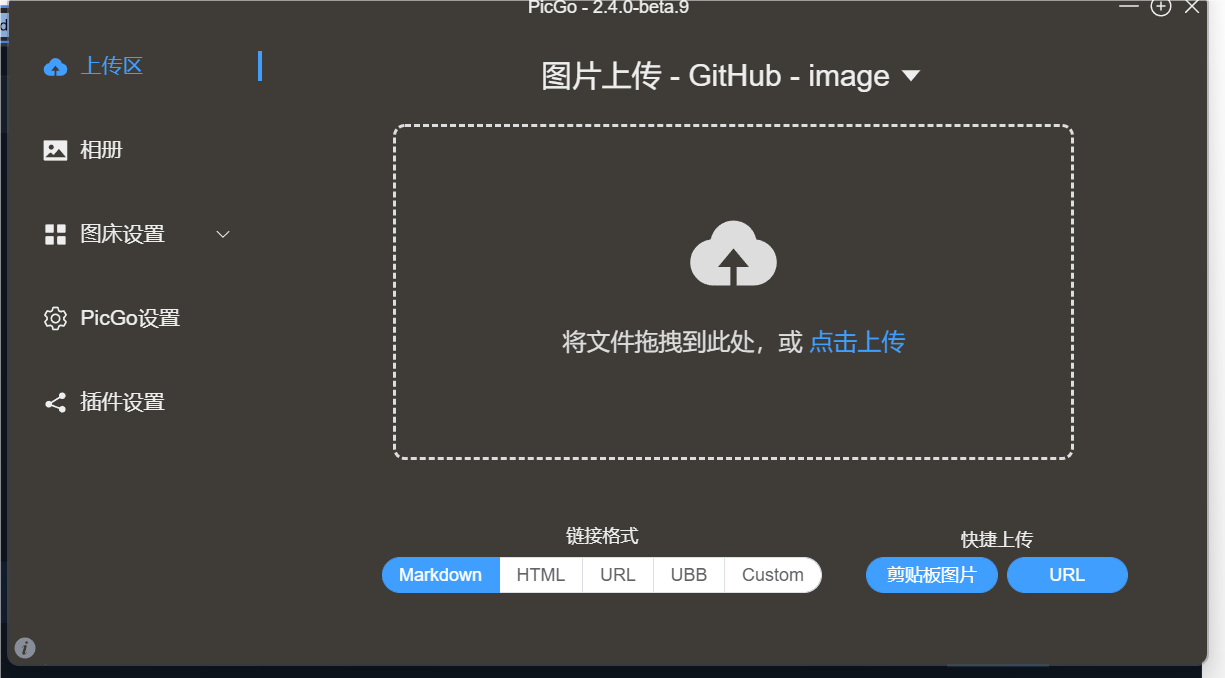 PicGo - 2.4.0-beta.9
上传区
图片上传 - GitHub - image
相册
图床设置
PicGo设置
插件设置
将文件拖拽到此处，或 点击上传
链接格式
快捷上传
Markdown HTML URL UBB Custom
剪贴板图片 URL
d
i